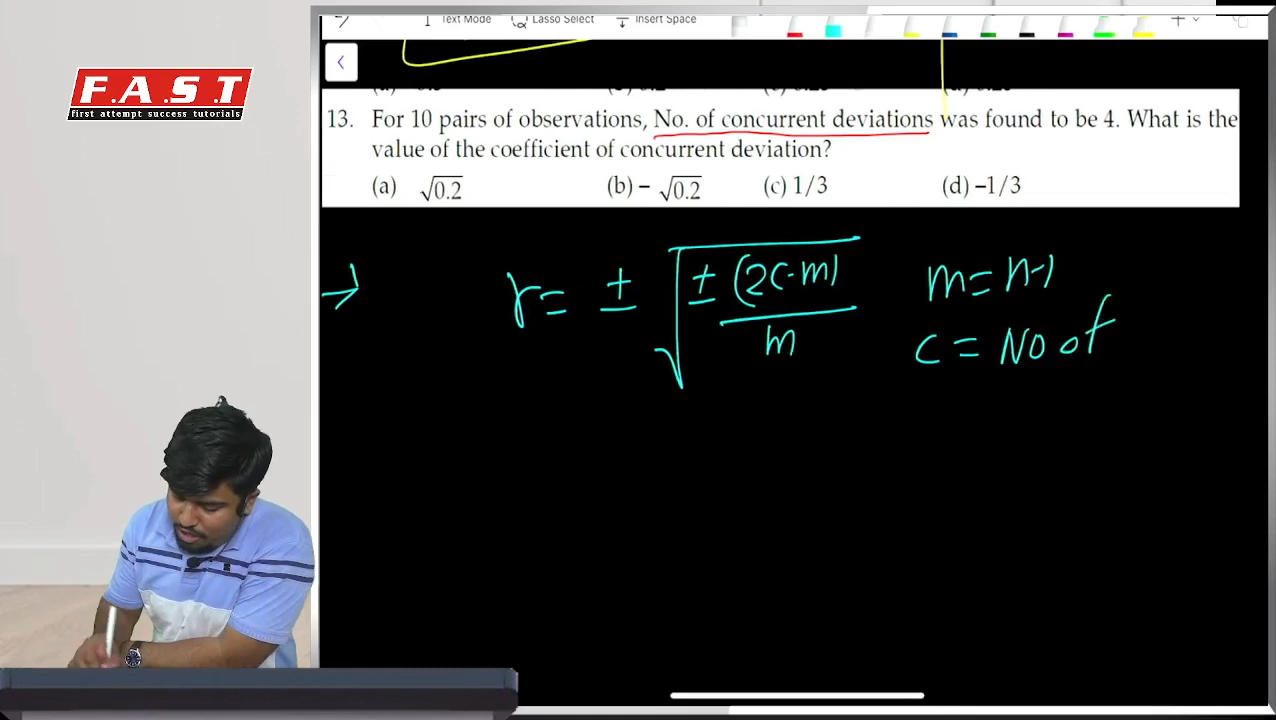 Text Mode Lasso Select Insert Space
F.A.S.T
first attempt success tutorials
13. For 10 pairs of observations, No. of concurrent deviations was found to be 4. What is the
value of the coefficient of concurrent deviation?
(a) √0.2 (b) – √0.2 (c) 1/3 (d) –1/3
r = ± √(± (2c-m) / m) m = n-1
c = No of